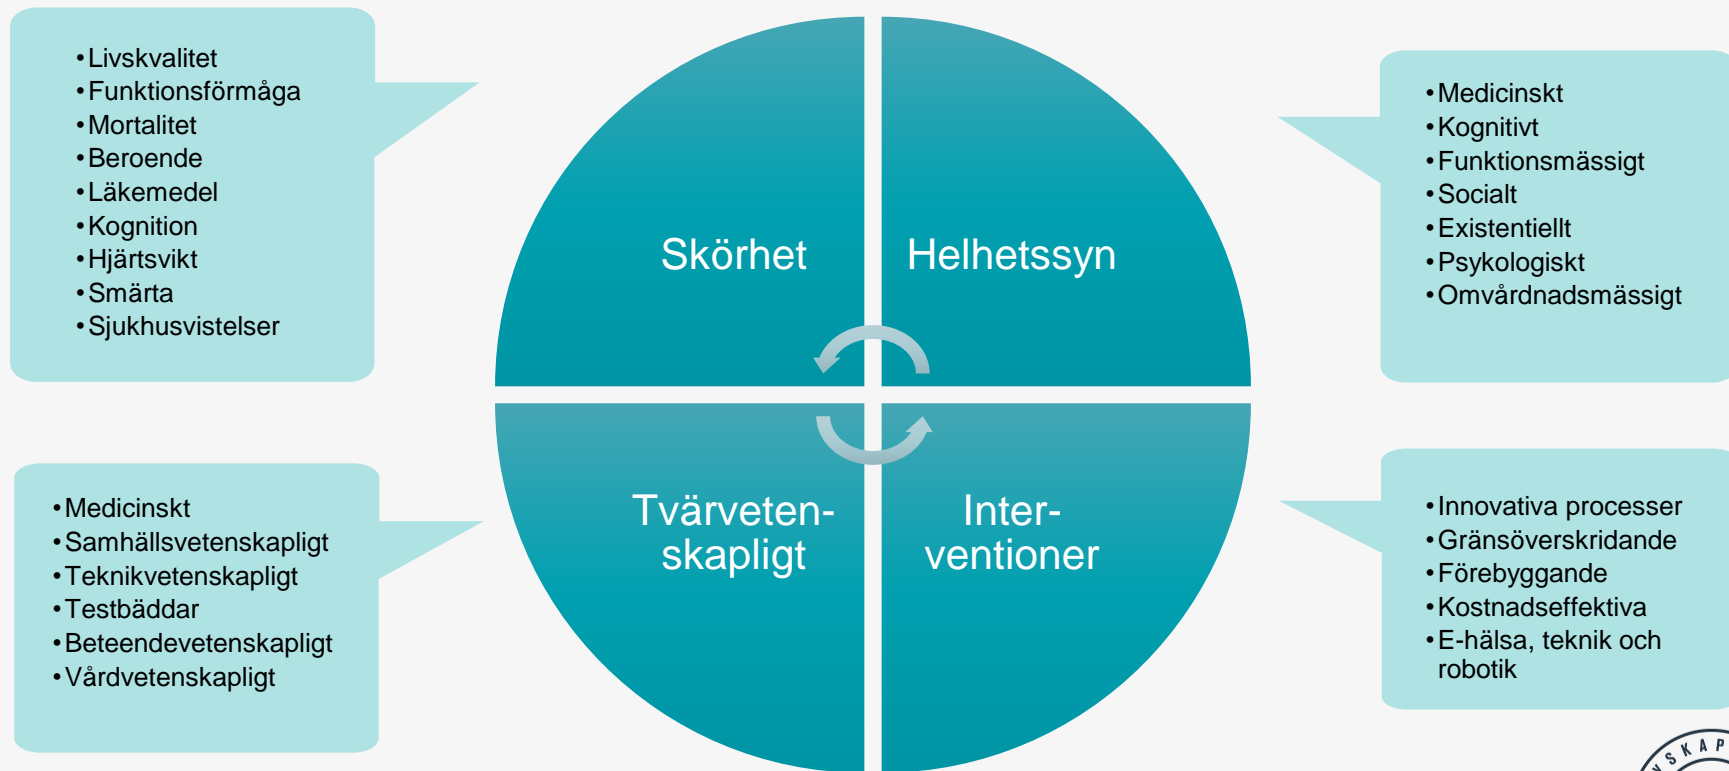 •Livskvalitet
•Funktionsförmåga
•Mortalitet
•Beroende
•Läkemedel
•Kognition
•Hjärtsvikt
•Smärta
•Sjukhusvistelser
Skörhet
Helhetssyn
•Medicinskt
•Kognitivt
•Funktionsmässigt
•Socialt
•Existentiellt
•Psykologiskt
•Omvårdnadsmässigt
•Medicinskt
•Samhällsvetenskapligt
•Teknikvetenskapligt
•Testbäddar
•Beteendevetenskapligt
•Vårdvetenskapligt
Tvärveten-
skapligt
Inter-
ventioner
•Innovativa processer
•Gränsöverskridande
•Förebyggande
•Kostnadseffektiva
•E-hälsa, teknik och
robotik